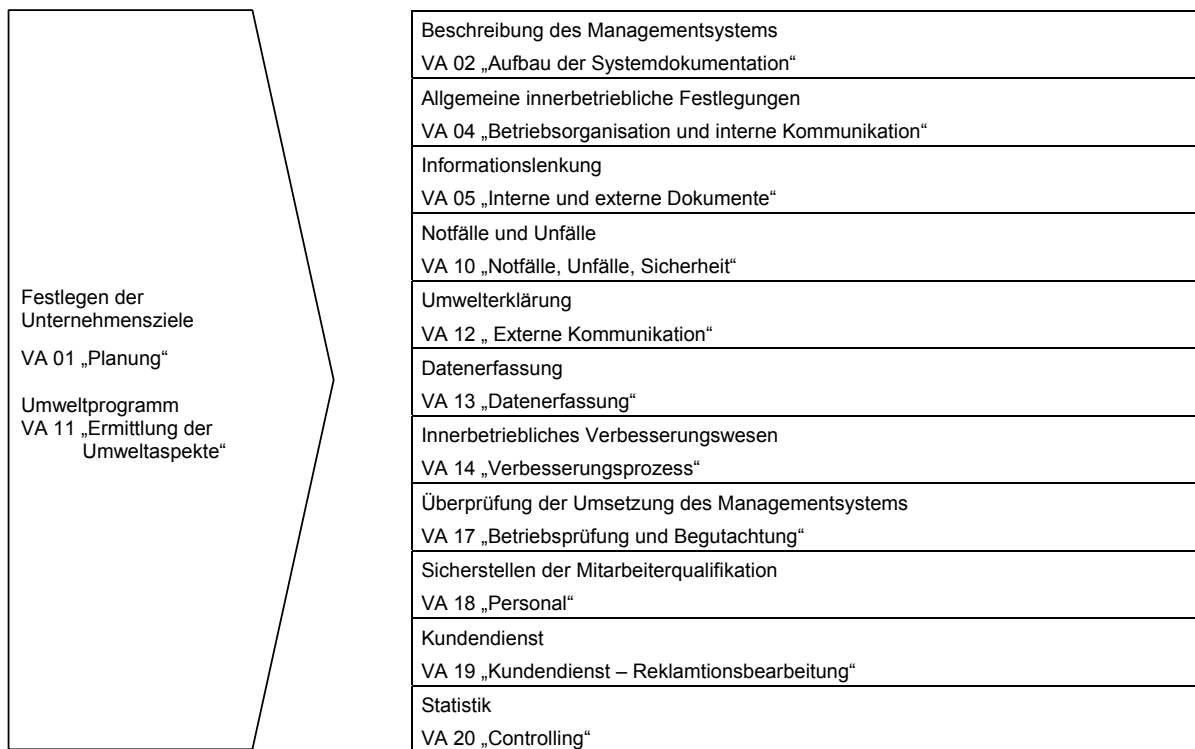 Festlegen der
Unternehmensziele
VA 01 „Planung“
Umweltprogramm
VA 11 „Ermittlung der
Umweltaspekte“
Beschreibung des Managementsystems
VA 02 „Aufbau der Systemdokumentation“
Allgemeine innerbetriebliche Festlegungen
VA 04 „Betriebsorganisation und interne Kommunikation“
Informationslenkung
VA 05 „Interne und externe Dokumente“
Notfälle und Unfälle
VA 10 „Notfälle, Unfälle, Sicherheit“
Umwelterklärung
VA 12 „ Externe Kommunikation“
Datenerfassung
VA 13 „Datenerfassung“
Innerbetriebliches Verbesserungswesen
VA 14 „Verbesserungsprozess“
Überprüfung der Umsetzung des Managementsystems
VA 17 „Betriebsprüfung und Begutachtung“
Sicherstellen der Mitarbeiterqualifikation
VA 18 „Personal“
Kundendienst
VA 19 „Kundendienst – Reklamtionsbearbeitung“
Statistik
VA 20 „Controlling“